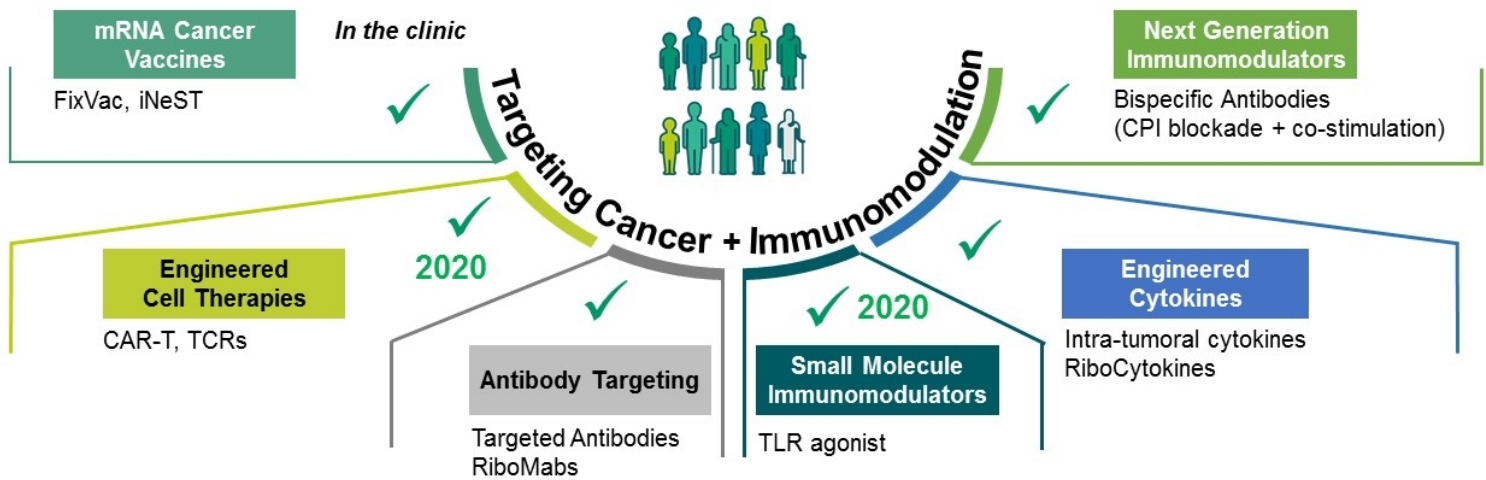 mRNA Cancer
Vaccines
FixVac, iNeST
In the clinic
Targeting Cancer + Immunomodulation
Next Generation
Immunomodulators
Bispecific Antibodies
(CPI blockade + co-stimulation)
2020
Engineered
Cell Therapies
CAR-T, TCRs
Antibody Targeting
Targeted Antibodies
RiboMabs
2020
Small Molecule
Immunomodulators
TLR agonist
Engineered
Cytokines
Intra-tumoral cytokines
RiboCytokines